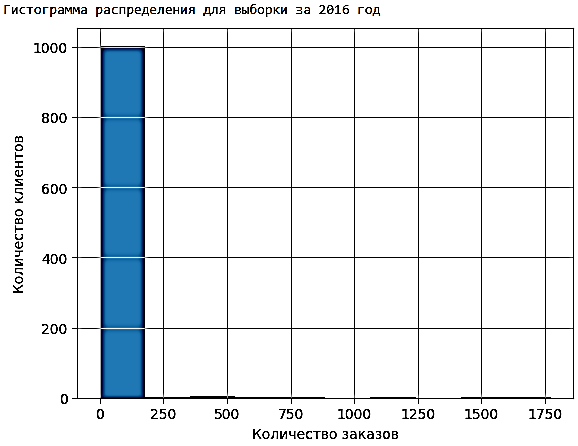 Гистограмма распределения для выборки за 2016 год
1000
800
600
400
200
0
Количество клиентов
0 250 500 750 1000 1250 1500 1750
Количество заказов